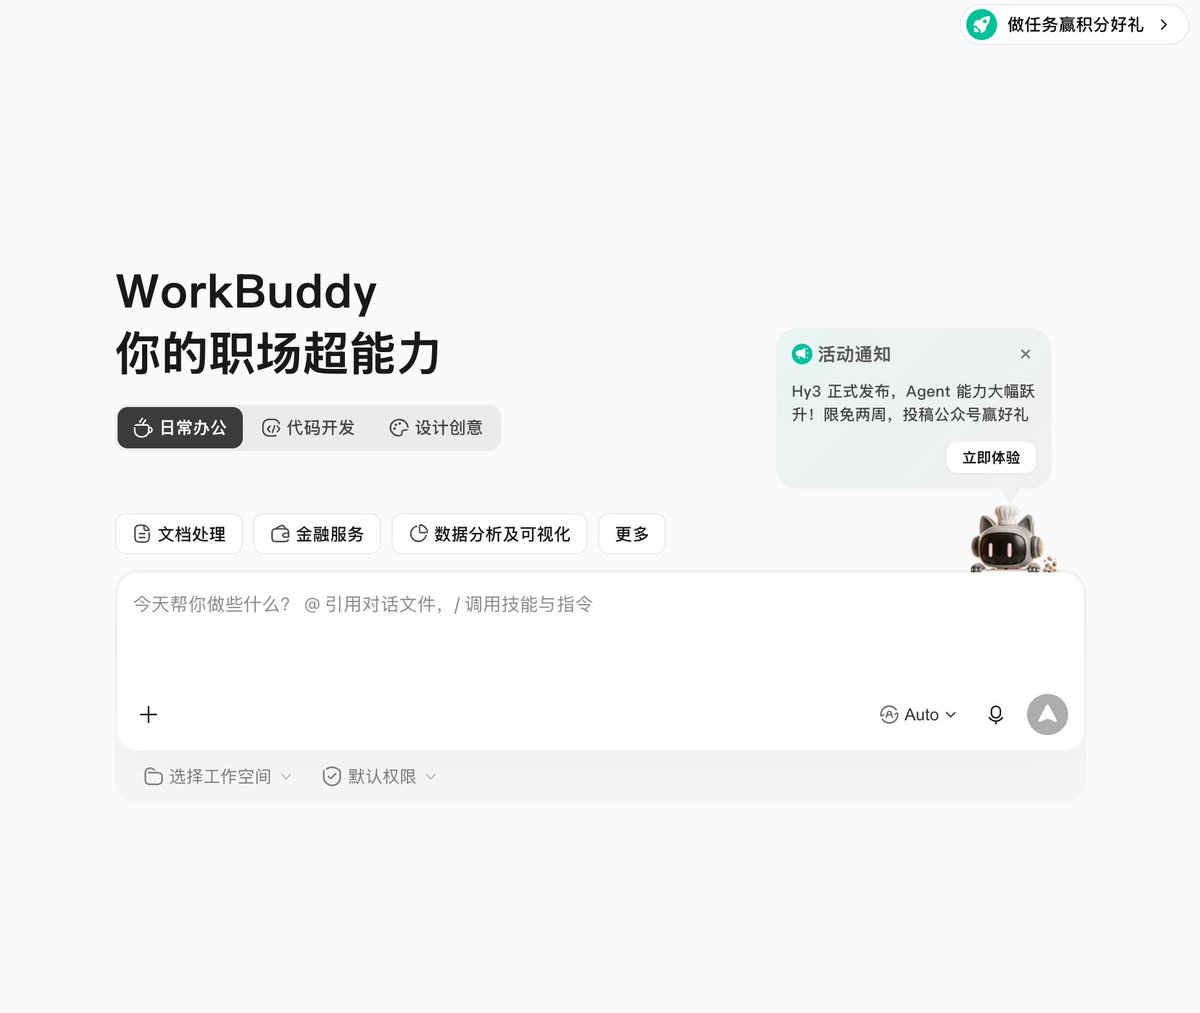 做任务赢积分好礼
WorkBuddy
你的职场超能力
日常办公 代码开发 设计创意
活动通知
Hy3 正式发布，Agent 能力大幅跃
升！限免两周，投稿公众号赢好礼
立即体验
文档处理 金融服务 数据分析及可视化 更多
今天帮你做些什么？ @ 引用对话文件，/ 调用技能与指令
Auto
选择工作空间 默认权限